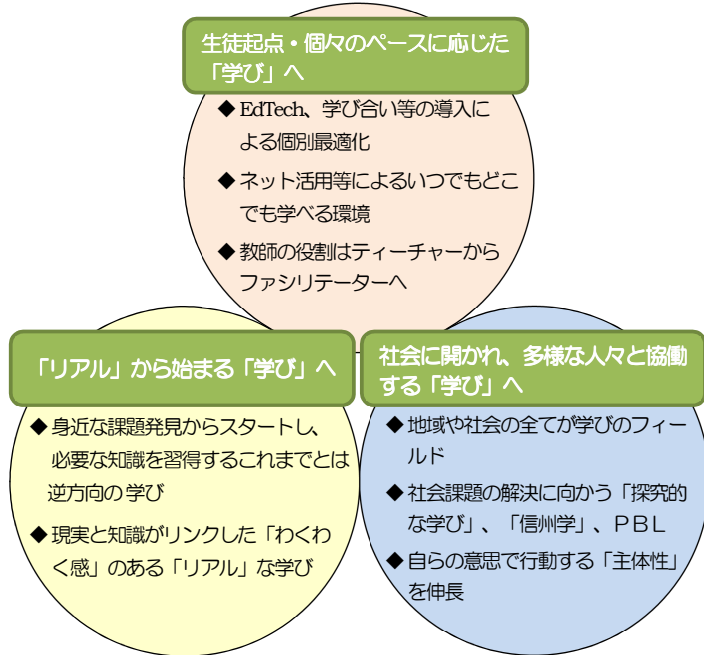 生徒起点・個々のペースに応じた
「学び」へ
◆ EdTech、学び合い等の導入に
よる個別最適化
◆ ネット活用等によるいつでもどこ
でも学べる環境
◆ 教師の役割はティーチャーから
ファシリテーターへ
「リアル」から始まる「学び」へ
◆ 身近な課題発見からスタートし、
必要な知識を習得するこれまでとは
逆方向の 学び
◆ 現実と知識がリンクした「わくわ
く感」のある「リアル」な学び
社会に開かれ、多様な人々と協働
する「学び」へ
◆ 地域や社会の全てが学びのフィー
ルド
◆ 社会課題の解決に向かう「探究的
な学び」、「信州学」、ＰＢＬ
◆ 自らの意思で行動する「主体性」
を伸長